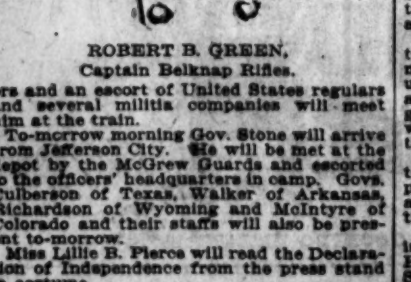 ROBERT B. GREEN,
Captain Belknap Rifles.
ers and an escort of United States regulars
and several militia companies will meet
him at the train.
To-morrow morning Gov. Stone will arrive
from Jefferson City. He will be met at the
depot by the McGrew Guards and escorted
to the officers' headquarters in camp. Govs.
Culberson of Texas, Walker of Arkansas,
Richardson of Wyoming and McIntyre of
Colorado and their staffs will also be pres-
ent to-morrow.
Miss Lillie B. Pierce will read the Declara-
tion of Independence from the press stand